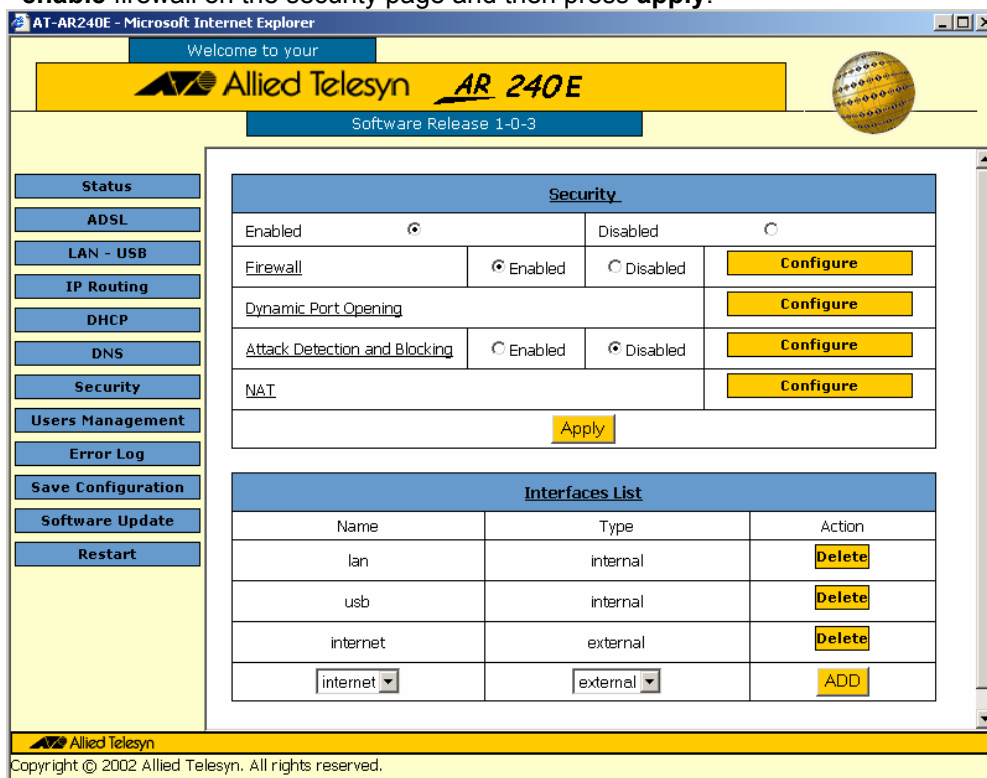 enable firewall on the security page and then press apply.
AT-AR240E - Microsoft Internet Explorer
Welcome to your
Allied Telesyn AR 240E
Software Release 1-0-3
Status
ADSL
LAN - USB
IP Routing
DHCP
DNS
Security
Users Management
Error Log
Save Configuration
Software Update
Restart
Security
Enabled Disabled
Firewall Enabled Disabled Configure
Dynamic Port Opening Configure
Attack Detection and Blocking Enabled Disabled Configure
NAT Configure
Apply
Interfaces List
Name Type Action
lan internal Delete
usb internal Delete
internet external Delete
internet external ADD
Allied Telesyn
Copyright © 2002 Allied Telesyn. All rights reserved.